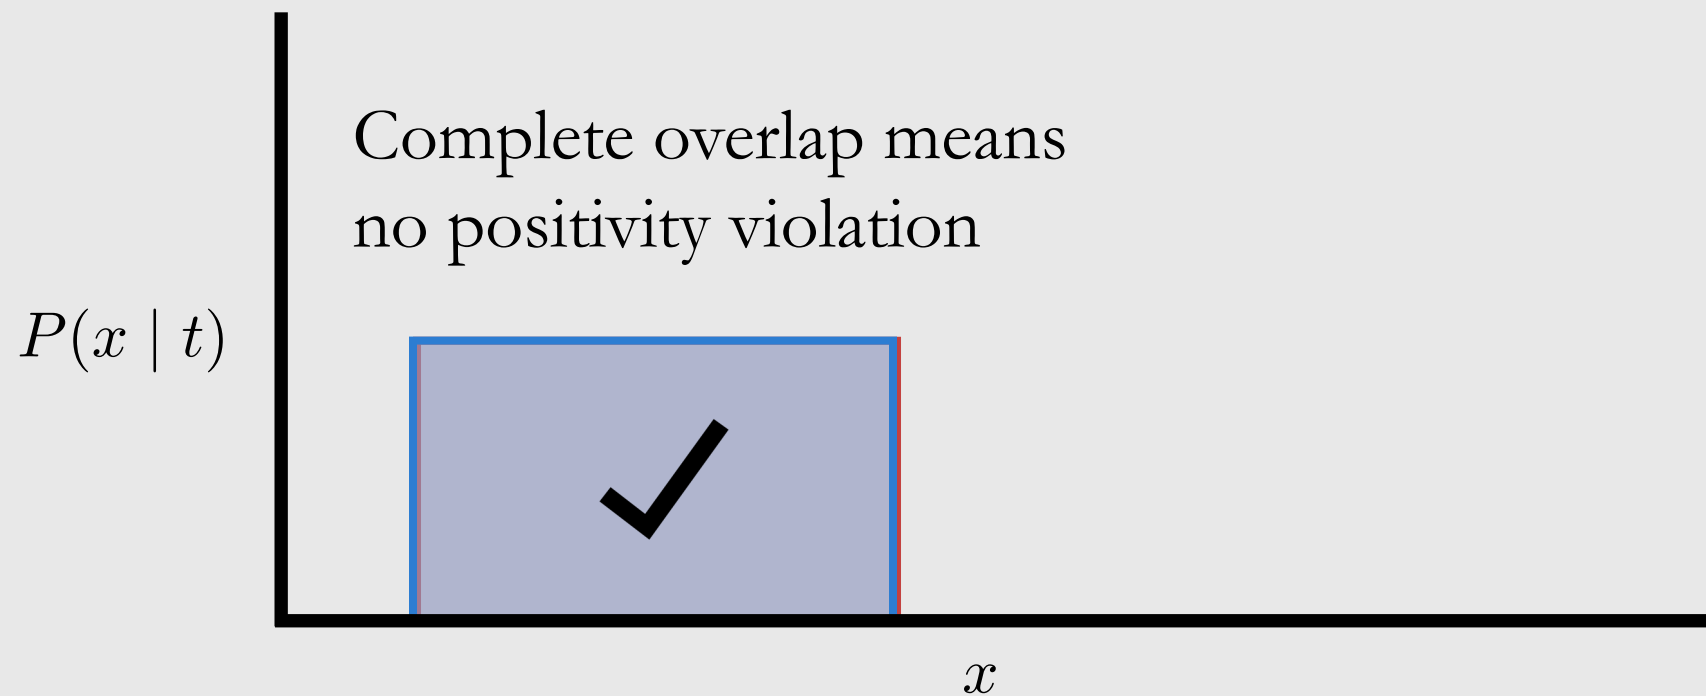 Complete overlap means
no positivity violation
P(x | t)
x